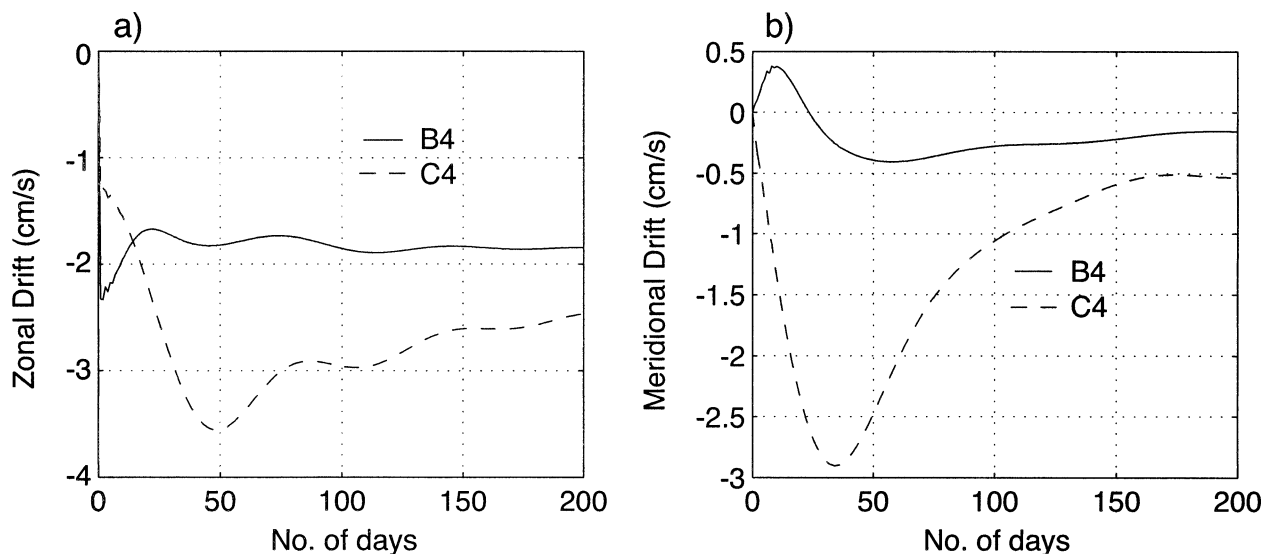 a)
0
-1
-2
-3
-4
Zonal Drift (cm/s)
B4
C4
0 50 100 150 200
No. of days
b)
0.5
0
-0.5
-1
-1.5
-2
-2.5
-3
Meridional Drift (cm/s)
B4
C4
0 50 100 150 200
No. of days